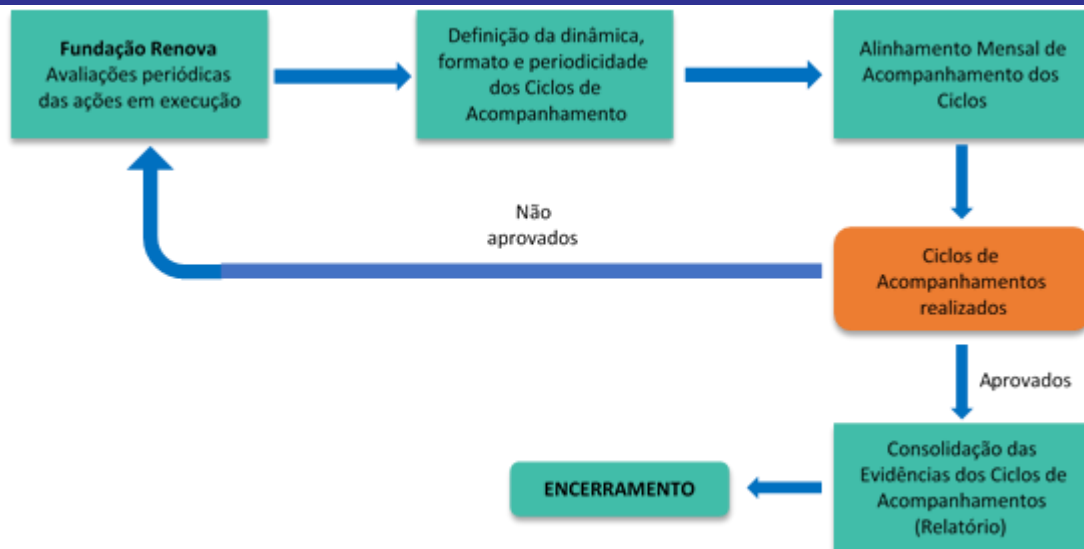 Fundação Renova
Avaliações periódicas
das ações em execução
Definição da dinâmica,
formato e periodicidade
dos Ciclos de
Acompanhamento
Alinhamento Mensal de
Acompanhamento dos
Ciclos
Não
aprovados
Ciclos de
Acompanhamentos
realizados
Aprovados
Consolidação das
Evidências dos Ciclos de
Acompanhamentos
(Relatório)
ENCERRAMENTO